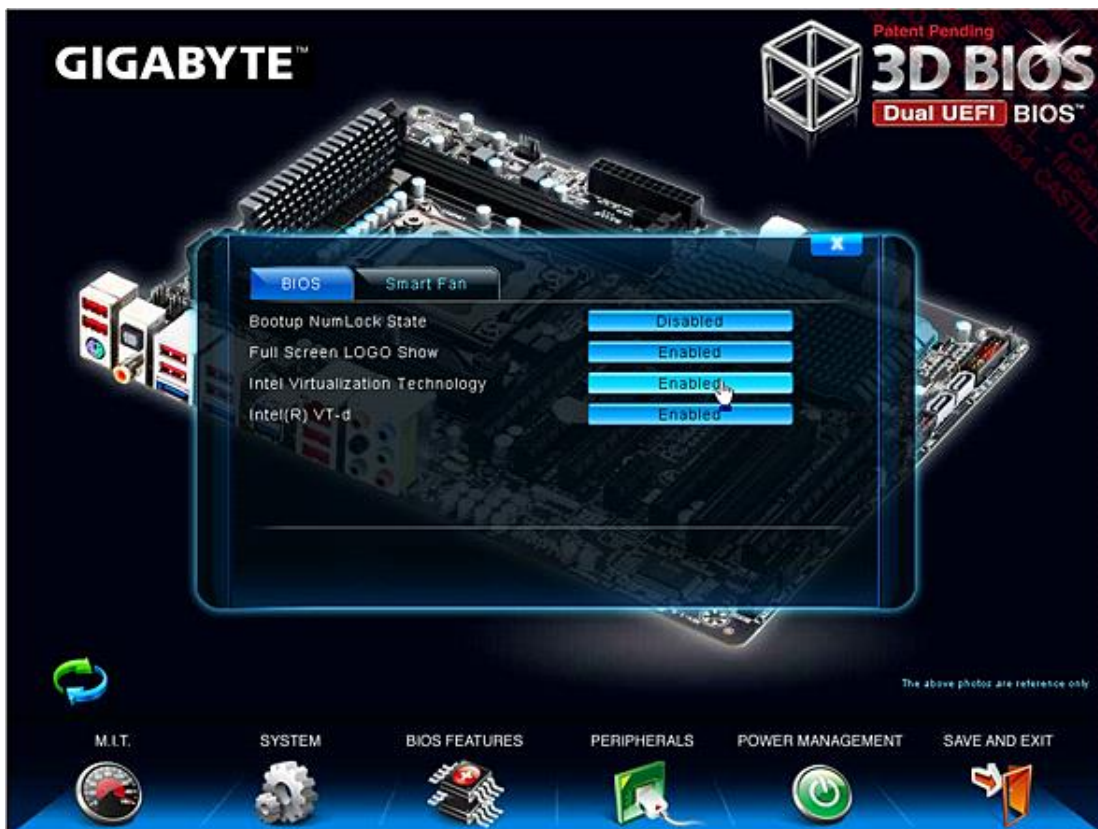 GIGABYTE™
Patent Pending
3D BIOS
Dual UEFI BIOS™
X
BIOS Smart Fan
Bootup NumLock State Disabled
Full Screen LOGO Show Enabled
Intel Virtualization Technology Enabled
Intel(R) VT-d Enabled
The above photos are reference only
M.I.T. SYSTEM BIOS FEATURES PERIPHERALS POWER MANAGEMENT SAVE AND EXIT